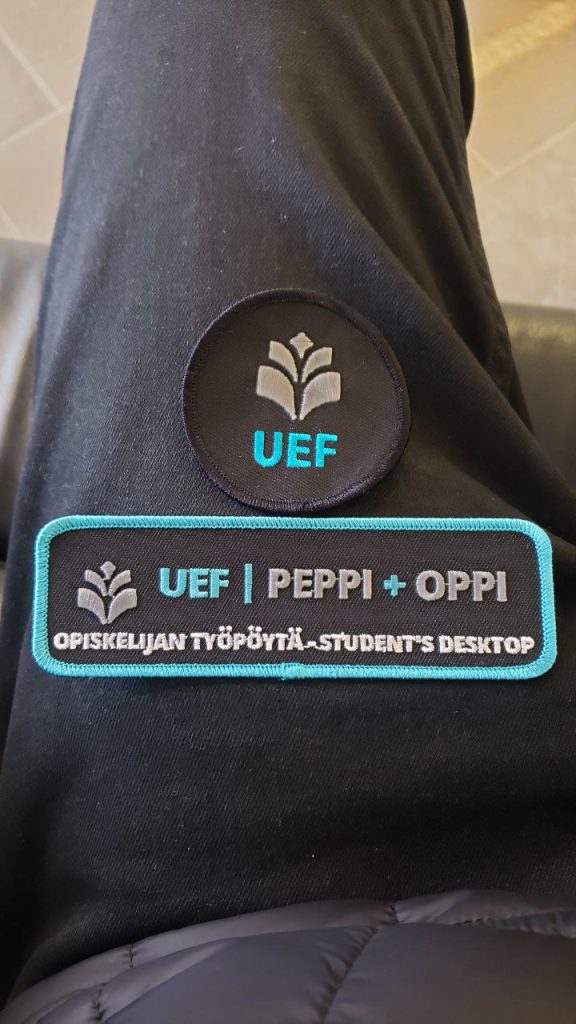 UEF
UEF | PEPPI + OPPI
OPISKELIJAN TYÖPÖYTÄ-STUDENT'S DESKTOP